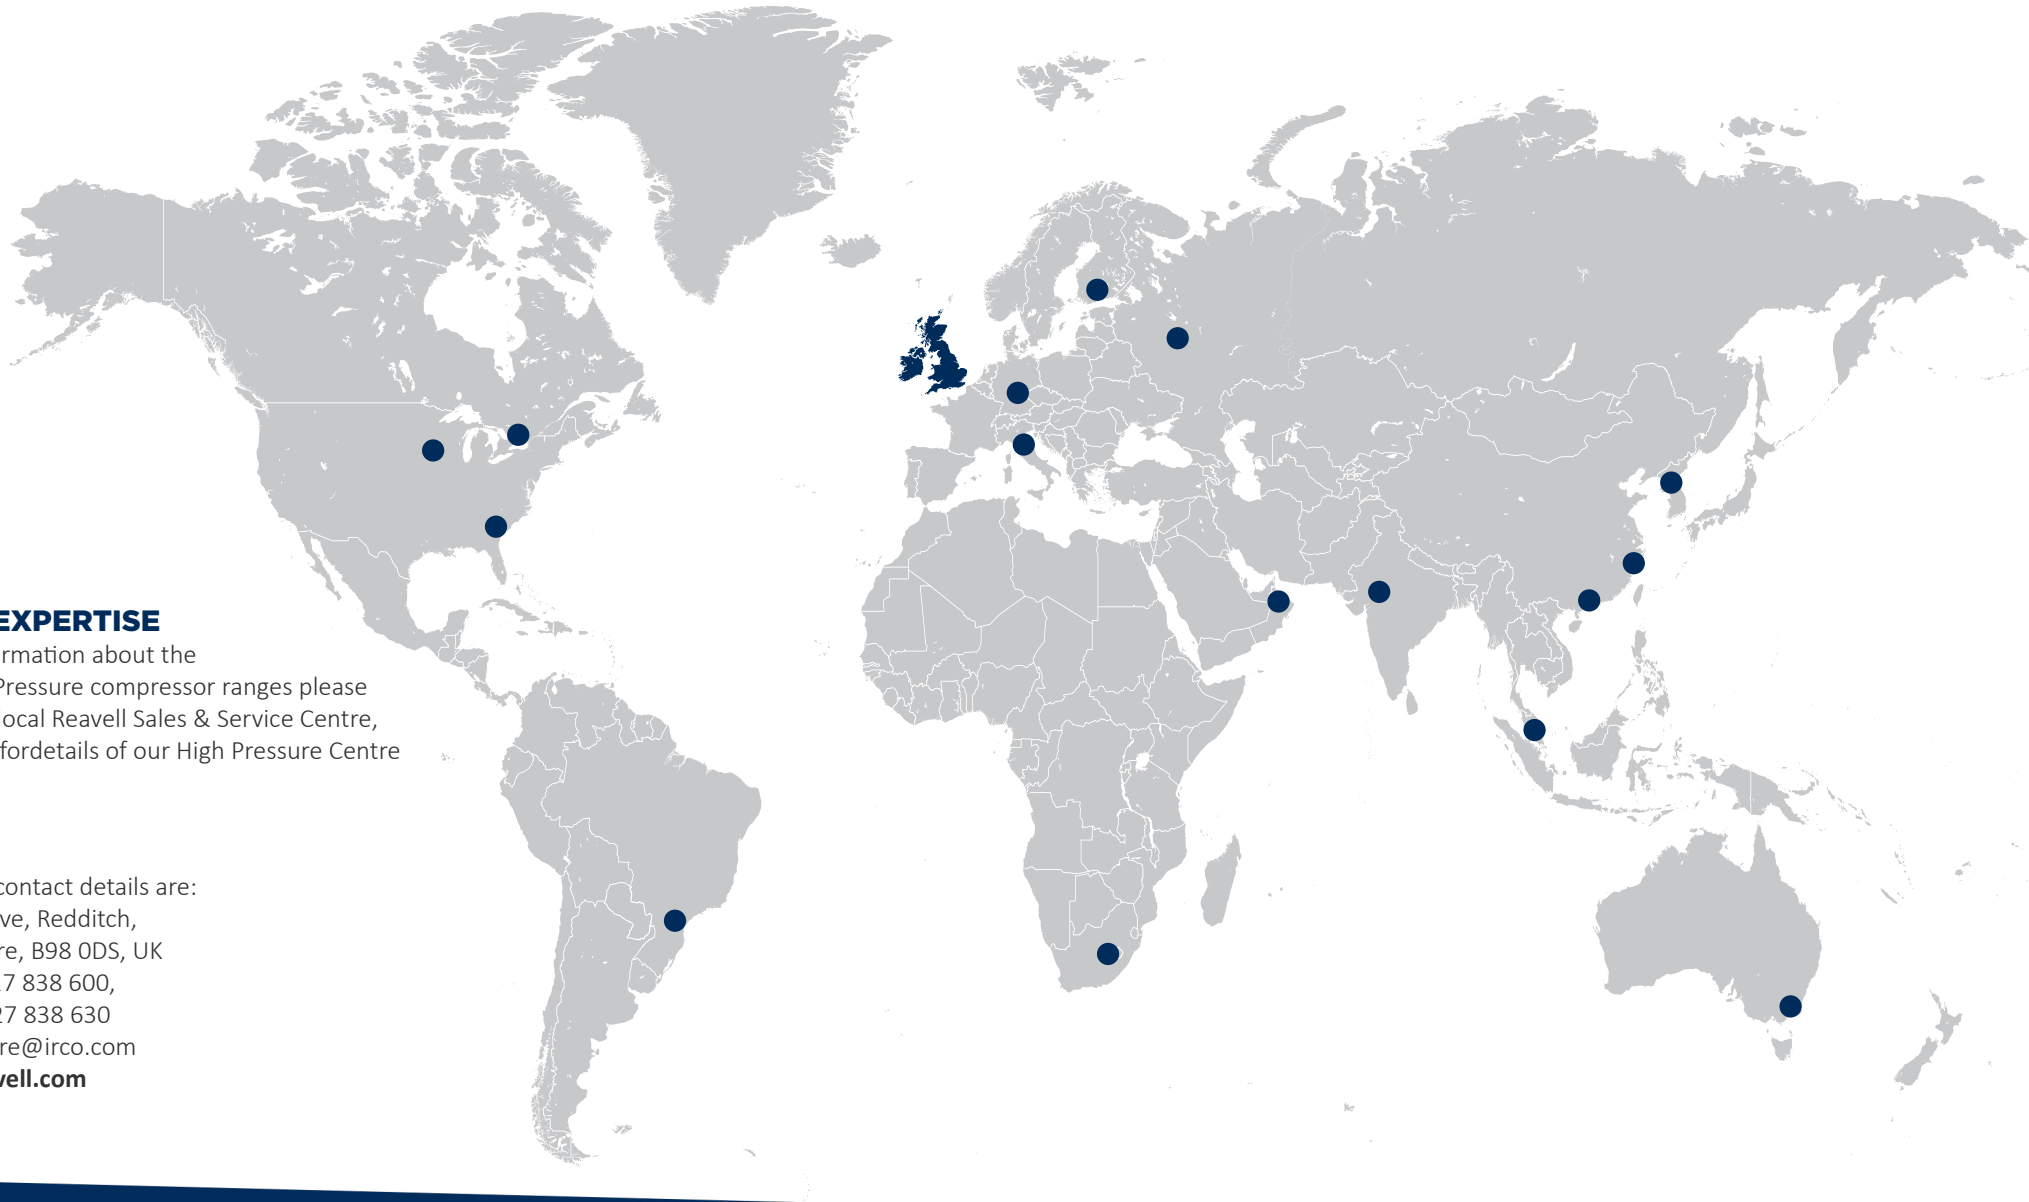 EXPERTISE
rmation about the
Pressure compressor ranges please
local Reavell Sales & Service Centre,
fordetails of our High Pressure Centre
contact details are:
ve, Redditch,
re, B98 0DS, UK
7 838 600,
27 838 630
re@irco.com
vell.com